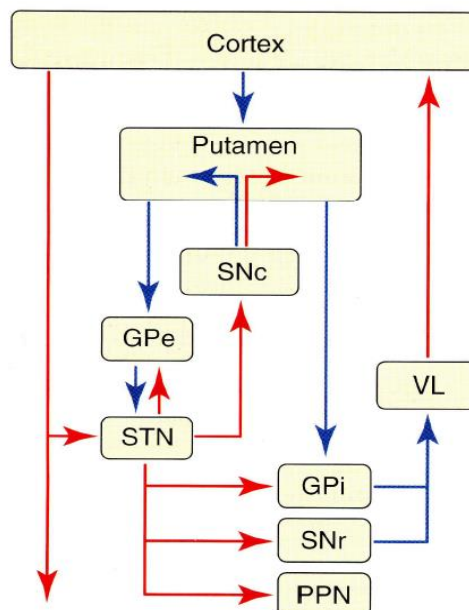 Cortex
Putamen
SNc
GPe
VL
STN
GPi
SNr
PPN